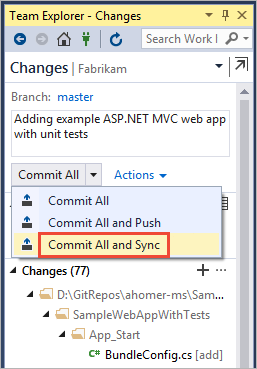 Team Explorer - Changes
Search Work I
Changes | Fabrikam
Branch: master
Adding example ASP.NET MVC web app
with unit tests
Commit All Actions
Commit All
Commit All and Push
Commit All and Sync
Changes (77)
D:\GitRepos\ahomer-ms\Sam...
SampleWebAppWithTests
App_Start
BundleConfig.cs [add]